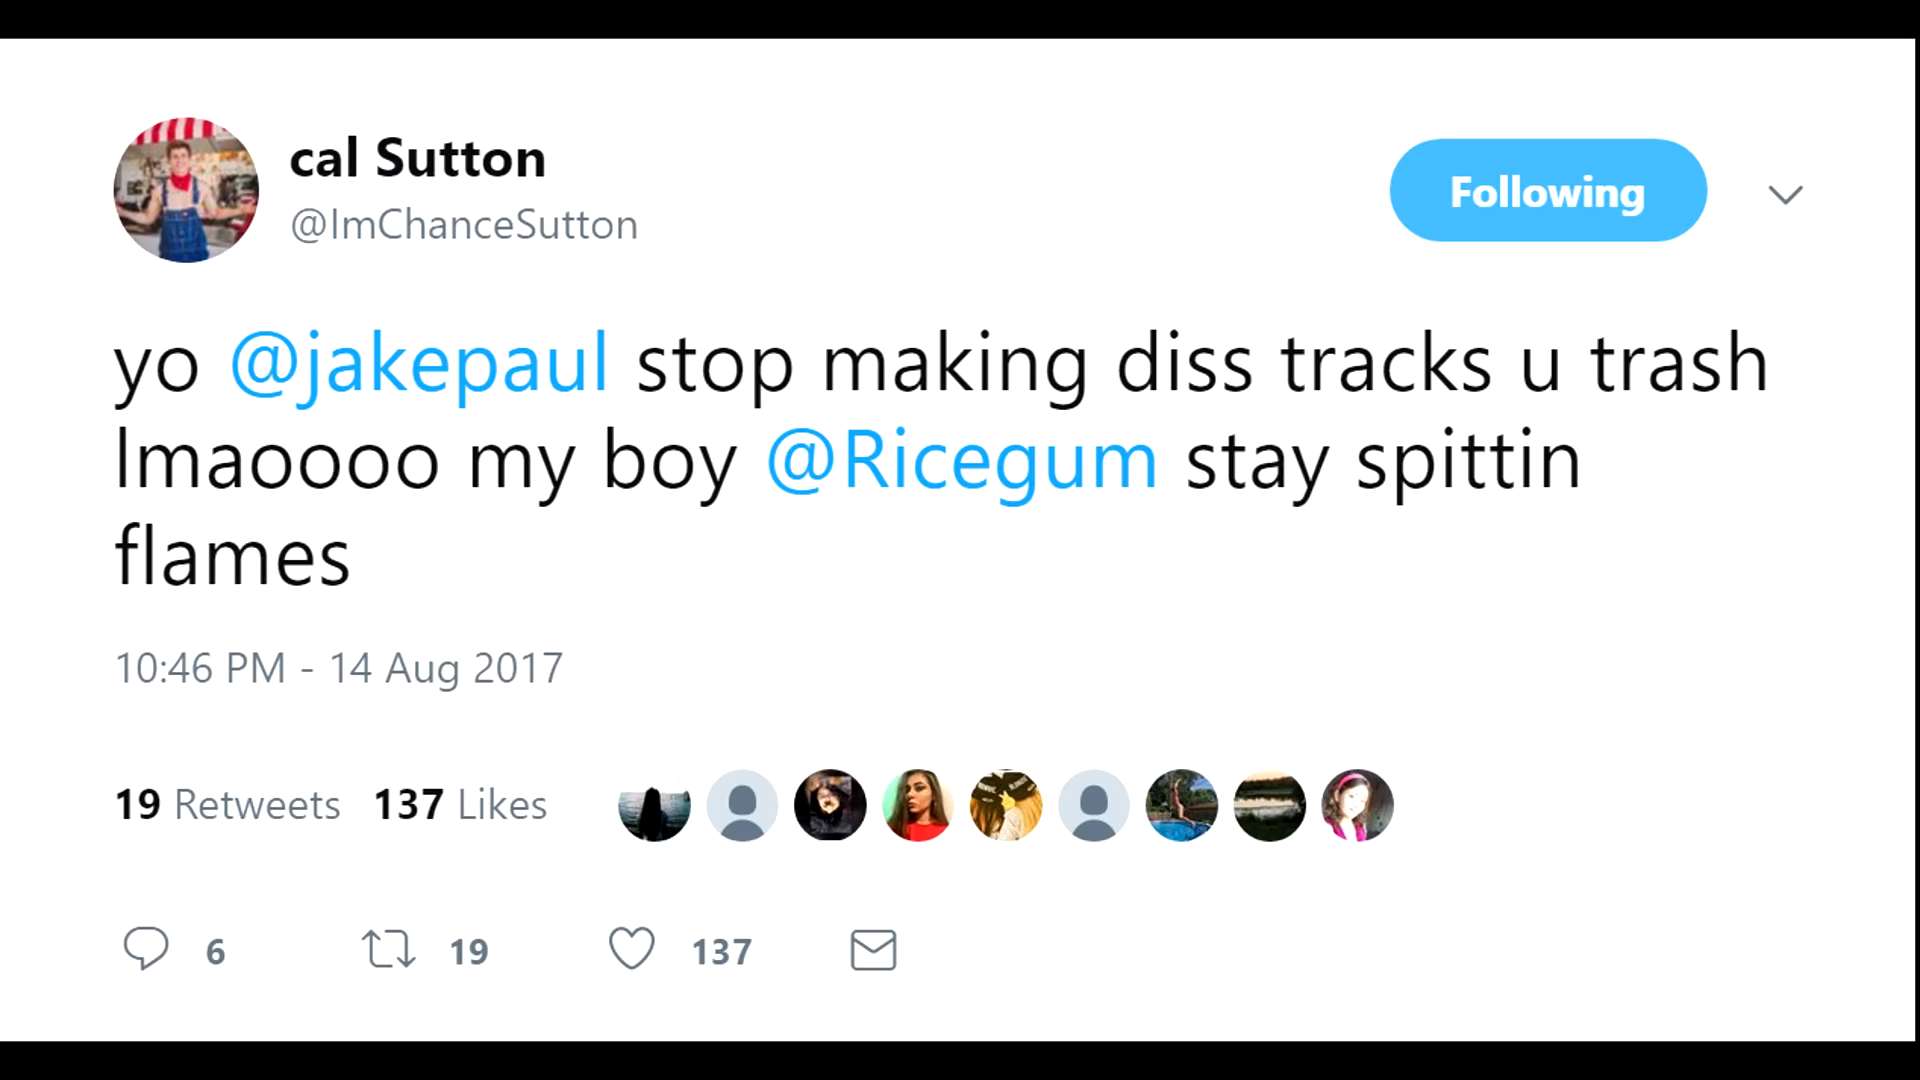 cal Sutton
@ImChanceSutton
Following
yo @jakepaul stop making diss tracks u trash
lmaoooo my boy @Ricegum stay spittin
flames
10:46 PM - 14 Aug 2017
19 Retweets 137 Likes
6 19 137